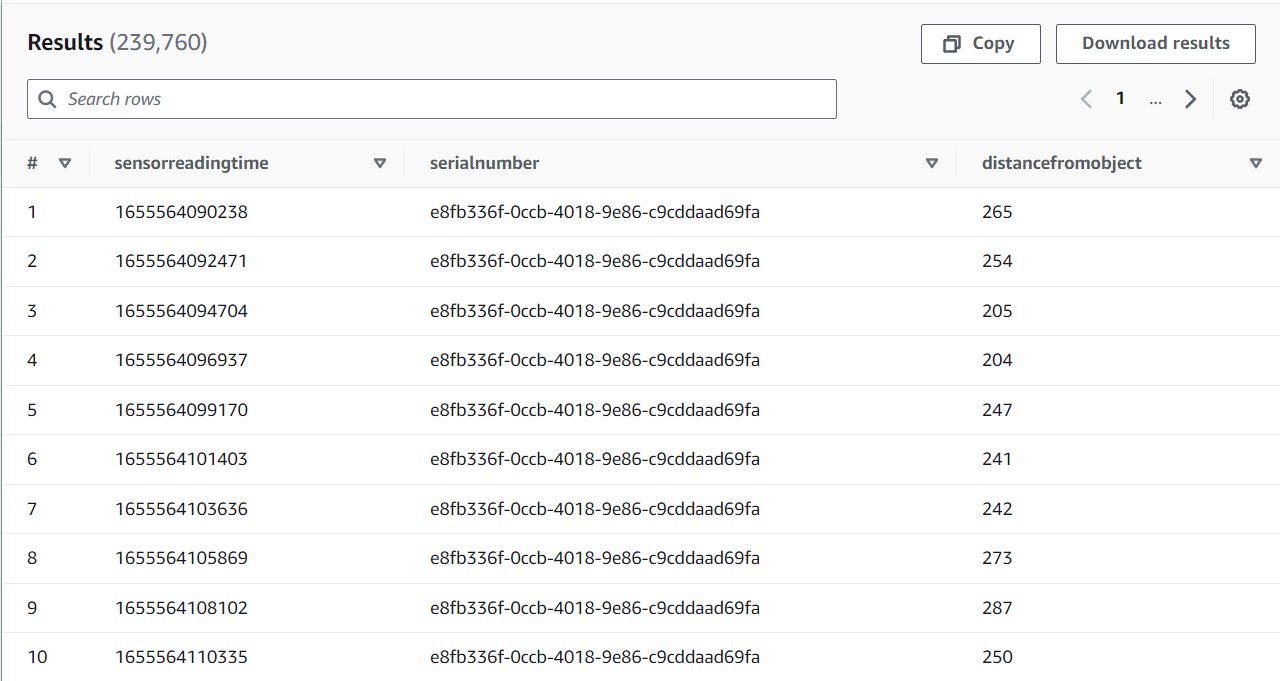 Results (239,760)
Copy
Download results
Search rows
1 ...
# sensorreadingtime serialnumber distancefromobject
1 1655564090238 e8fb336f-0ccb-4018-9e86-c9cddaad69fa 265
2 1655564092471 e8fb336f-0ccb-4018-9e86-c9cddaad69fa 254
3 1655564094704 e8fb336f-0ccb-4018-9e86-c9cddaad69fa 205
4 1655564096937 e8fb336f-0ccb-4018-9e86-c9cddaad69fa 204
5 1655564099170 e8fb336f-0ccb-4018-9e86-c9cddaad69fa 247
6 1655564101403 e8fb336f-0ccb-4018-9e86-c9cddaad69fa 241
7 1655564103636 e8fb336f-0ccb-4018-9e86-c9cddaad69fa 242
8 1655564105869 e8fb336f-0ccb-4018-9e86-c9cddaad69fa 273
9 1655564108102 e8fb336f-0ccb-4018-9e86-c9cddaad69fa 287
10 1655564110335 e8fb336f-0ccb-4018-9e86-c9cddaad69fa 250